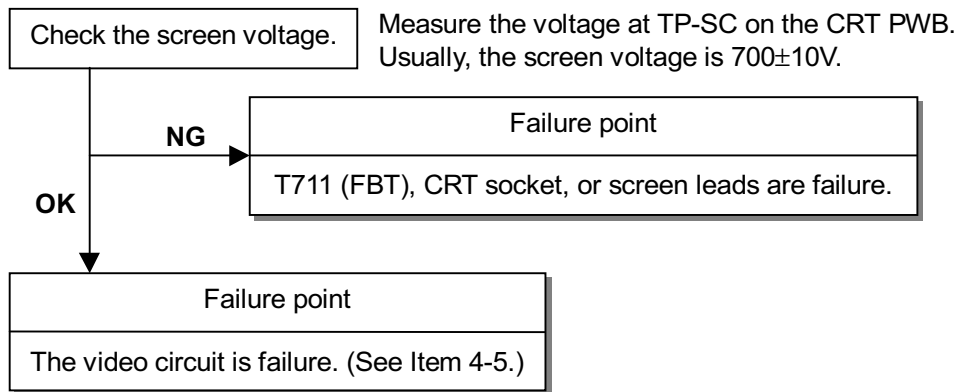 Check the screen voltage.
Measure the voltage at TP-SC on the CRT PWB.
Usually, the screen voltage is 700±10V.
NG
Failure point
T711 (FBT), CRT socket, or screen leads are failure.
OK
Failure point
The video circuit is failure. (See Item 4-5.)